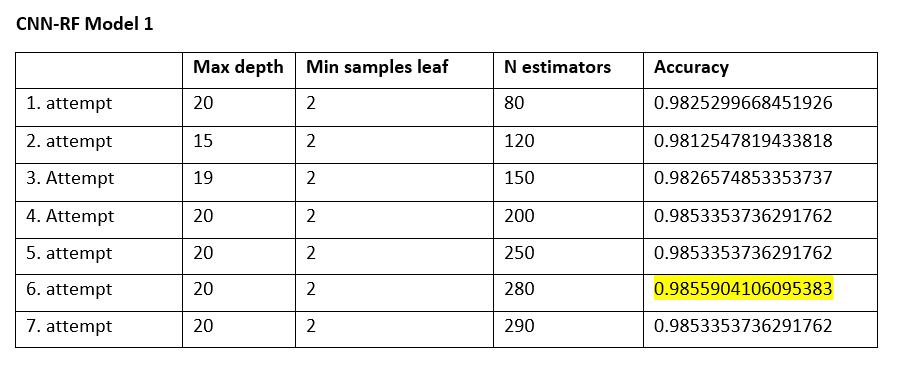 CNN-RF Model 1
Max depth Min samples leaf N estimators Accuracy
1. attempt 20 2 80 0.9825299668451926
2. attempt 15 2 120 0.9812547819433818
3. Attempt 19 2 150 0.9826574853353737
4. Attempt 20 2 200 0.9853353736291762
5. attempt 20 2 250 0.9853353736291762
6. attempt 20 2 280 0.9855904106095383
7. attempt 20 2 290 0.9853353736291762